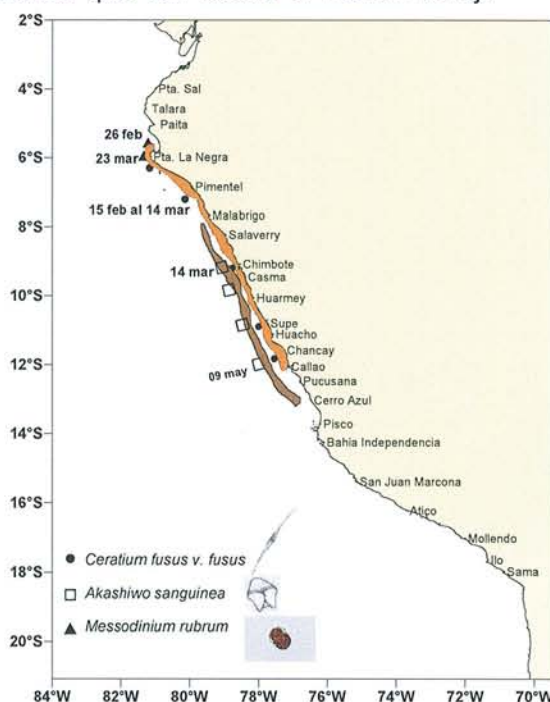 2°S
4°S
Pta. Sal
Talara
Paita
26 feb
6°S
23 mar
Pta. La Negra
Pimentel
15 feb al 14 mar
Malabrigo
8°S
Salaverry
14 mar
Chimbote
Casma
10°S
Huarmey
Supe
Huacho
Chancay
12°S
Callao
09 may
Pucusana
Cerro Azul
14°S
Pisco
Bahía Independencia
San Juan Marcona
16°S
Atico
Mollendo
Ilo
Sama
Ceratium fusus v. fusus
18°S
Akashiwo sanguinea
Messodinium rubrum
20°S
84°W 82°W 80°W 78°W 76°W 74°W 72°W 70°W